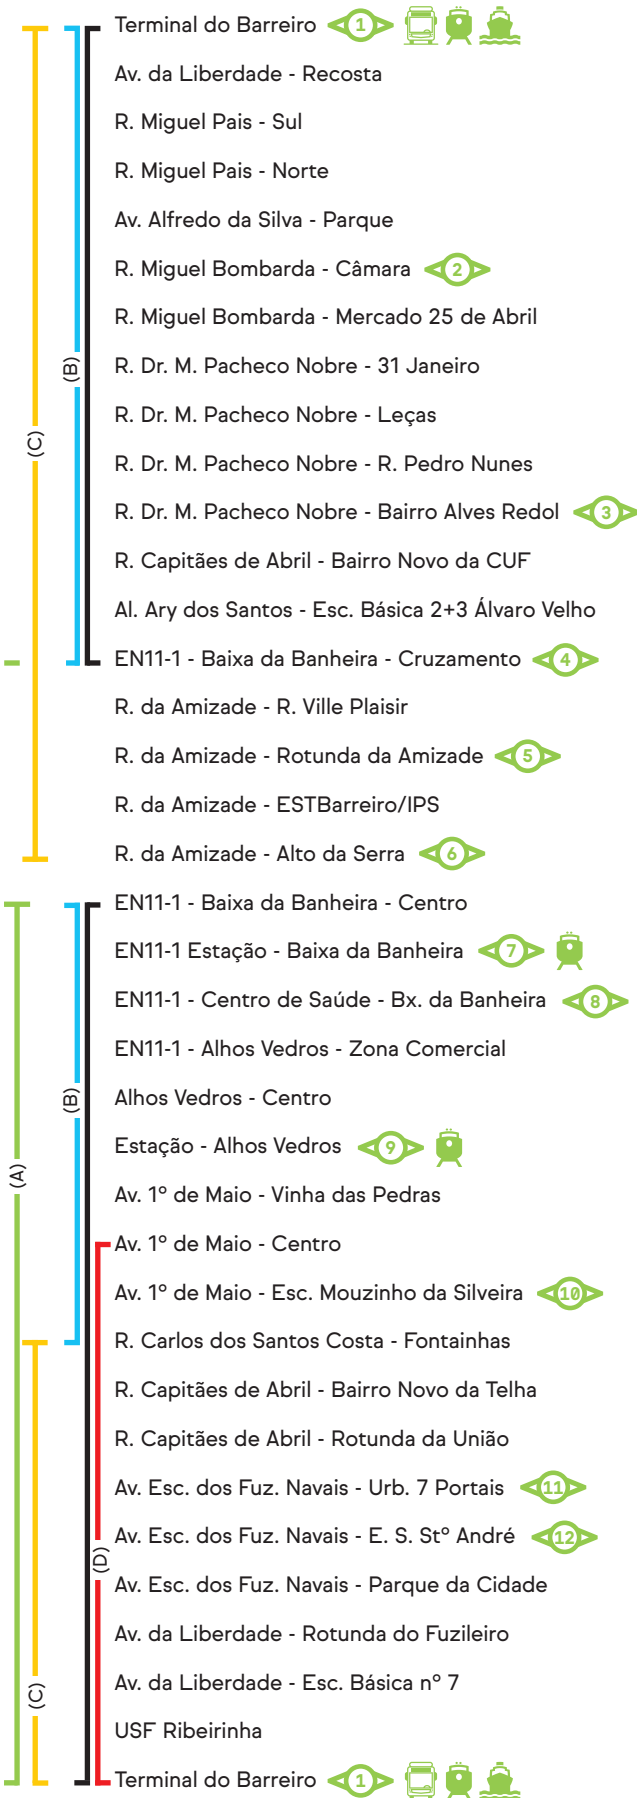 Terminal do Barreiro 1
Av. da Liberdade - Recosta
R. Miguel Pais - Sul
R. Miguel Pais - Norte
Av. Alfredo da Silva - Parque
R. Miguel Bombarda - Câmara 2
R. Miguel Bombarda - Mercado 25 de Abril
(B)
R. Dr. M. Pacheco Nobre - 31 Janeiro
R. Dr. M. Pacheco Nobre - Leças
(C)
R. Dr. M. Pacheco Nobre - R. Pedro Nunes
R. Dr. M. Pacheco Nobre - Bairro Alves Redol 3
R. Capitães de Abril - Bairro Novo da CUF
Al. Ary dos Santos - Esc. Básica 2+3 Álvaro Velho
EN11-1 - Baixa da Banheira - Cruzamento 4
R. da Amizade - R. Ville Plaisir
R. da Amizade - Rotunda da Amizade 5
R. da Amizade - ESTBarreiro/IPS
R. da Amizade - Alto da Serra 6
EN11-1 - Baixa da Banheira - Centro
EN11-1 Estação - Baixa da Banheira 7
EN11-1 - Centro de Saúde - Bx. da Banheira 8
EN11-1 - Alhos Vedros - Zona Comercial
(B)
Alhos Vedros - Centro
Estação - Alhos Vedros 9
(A)
Av. 1º de Maio - Vinha das Pedras
Av. 1º de Maio - Centro
Av. 1º de Maio - Esc. Mouzinho da Silveira 10
R. Carlos dos Santos Costa - Fontainhas
R. Capitães de Abril - Bairro Novo da Telha
R. Capitães de Abril - Rotunda da União
Av. Esc. dos Fuz. Navais - Urb. 7 Portais 11
Av. Esc. dos Fuz. Navais - E. S. Stº André 12
(D)
Av. Esc. dos Fuz. Navais - Parque da Cidade
Av. da Liberdade - Rotunda do Fuzileiro
Av. da Liberdade - Esc. Básica nº 7
(C)
USF Ribeirinha
Terminal do Barreiro 1